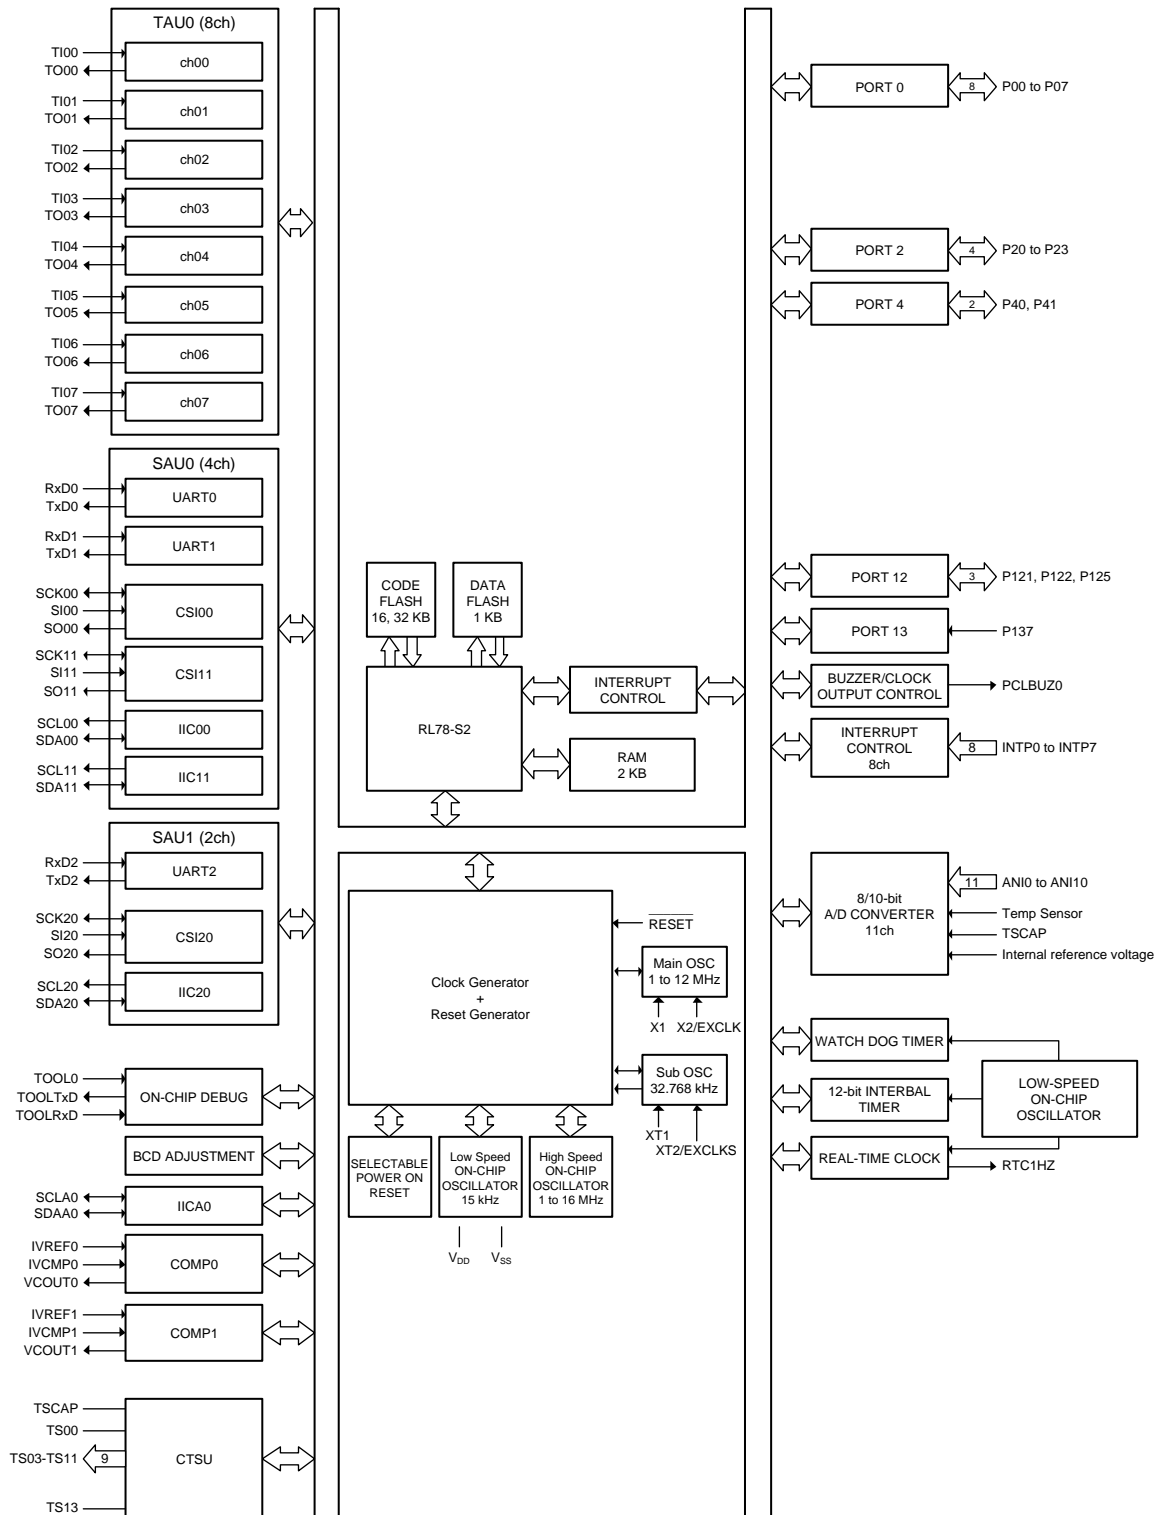 TAU0 (8ch)
TI00
TO00
ch00
TI01
TO01
ch01
TI02
TO02
ch02
TI03
TO03
ch03
TI04
TO04
ch04
TI05
TO05
ch05
TI06
TO06
ch06
TI07
TO07
ch07
SAU0 (4ch)
RxD0
TxD0
UART0
RxD1
TxD1
UART1
SCK00
SI00
SO00
CSI00
SCK11
SI11
SO11
CSI11
SCL00
SDA00
IIC00
SCL11
SDA11
IIC11
SAU1 (2ch)
RxD2
TxD2
UART2
SCK20
SI20
SO20
CSI20
SCL20
SDA20
IIC20
TOOL0
TOOLTxD
TOOLRxD
ON-CHIP DEBUG
BCD ADJUSTMENT
SCLA0
SDAA0
IICA0
IVREF0
IVCMP0
VCOUT0
COMP0
IVREF1
IVCMP1
VCOUT1
COMP1
TSCAP
TS00
TS03-TS11
9
TS13
CTSU
CODE
FLASH
16, 32 KB
DATA
FLASH
1 KB
RL78-S2
INTERRUPT
CONTROL
RAM
2 KB
Clock Generator
+
Reset Generator
RESET
Main OSC
1 to 12 MHz
X1
X2/EXCLK
Sub OSC
32.768 kHz
XT1
XT2/EXCLKS
SELECTABLE
POWER ON
RESET
Low Speed
ON-CHIP
OSCILLATOR
15 kHz
High Speed
ON-CHIP
OSCILLATOR
1 to 16 MHz
VDD
VSS
PORT 0
8
P00 to P07
PORT 2
4
P20 to P23
PORT 4
2
P40, P41
PORT 12
3
P121, P122, P125
PORT 13
P137
BUZZER/CLOCK
OUTPUT CONTROL
PCLBUZ0
INTERRUPT
CONTROL
8ch
8
INTP0 to INTP7
8/10-bit
A/D CONVERTER
11ch
11
ANI0 to ANI10
Temp Sensor
TSCAP
Internal reference voltage
WATCH DOG TIMER
12-bit INTERBAL
TIMER
REAL-TIME CLOCK
LOW-SPEED
ON-CHIP
OSCILLATOR
RTC1HZ